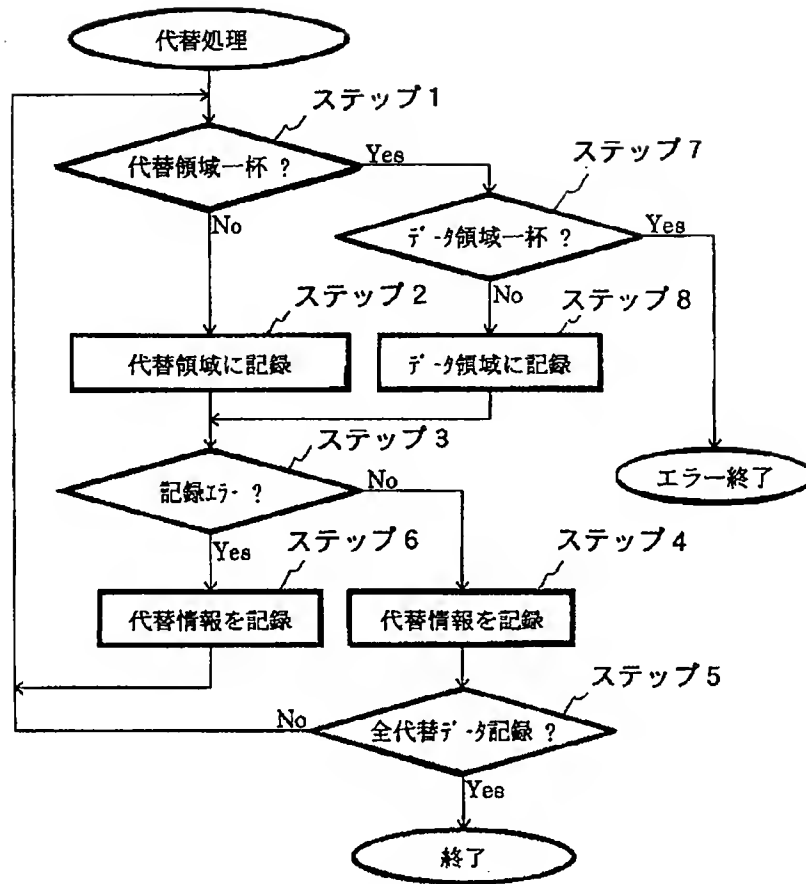 代替処理
ステップ1
代替領域一杯 ?
Yes
ステップ7
No
データ領域一杯 ?
Yes
ステップ2
No
ステップ8
代替領域に記録
データ領域に記録
ステップ3
記録エラー ?
No
エラー終了
Yes
ステップ6
ステップ4
代替情報を記録
代替情報を記録
ステップ5
No
全代替データ記録 ?
Yes
終了